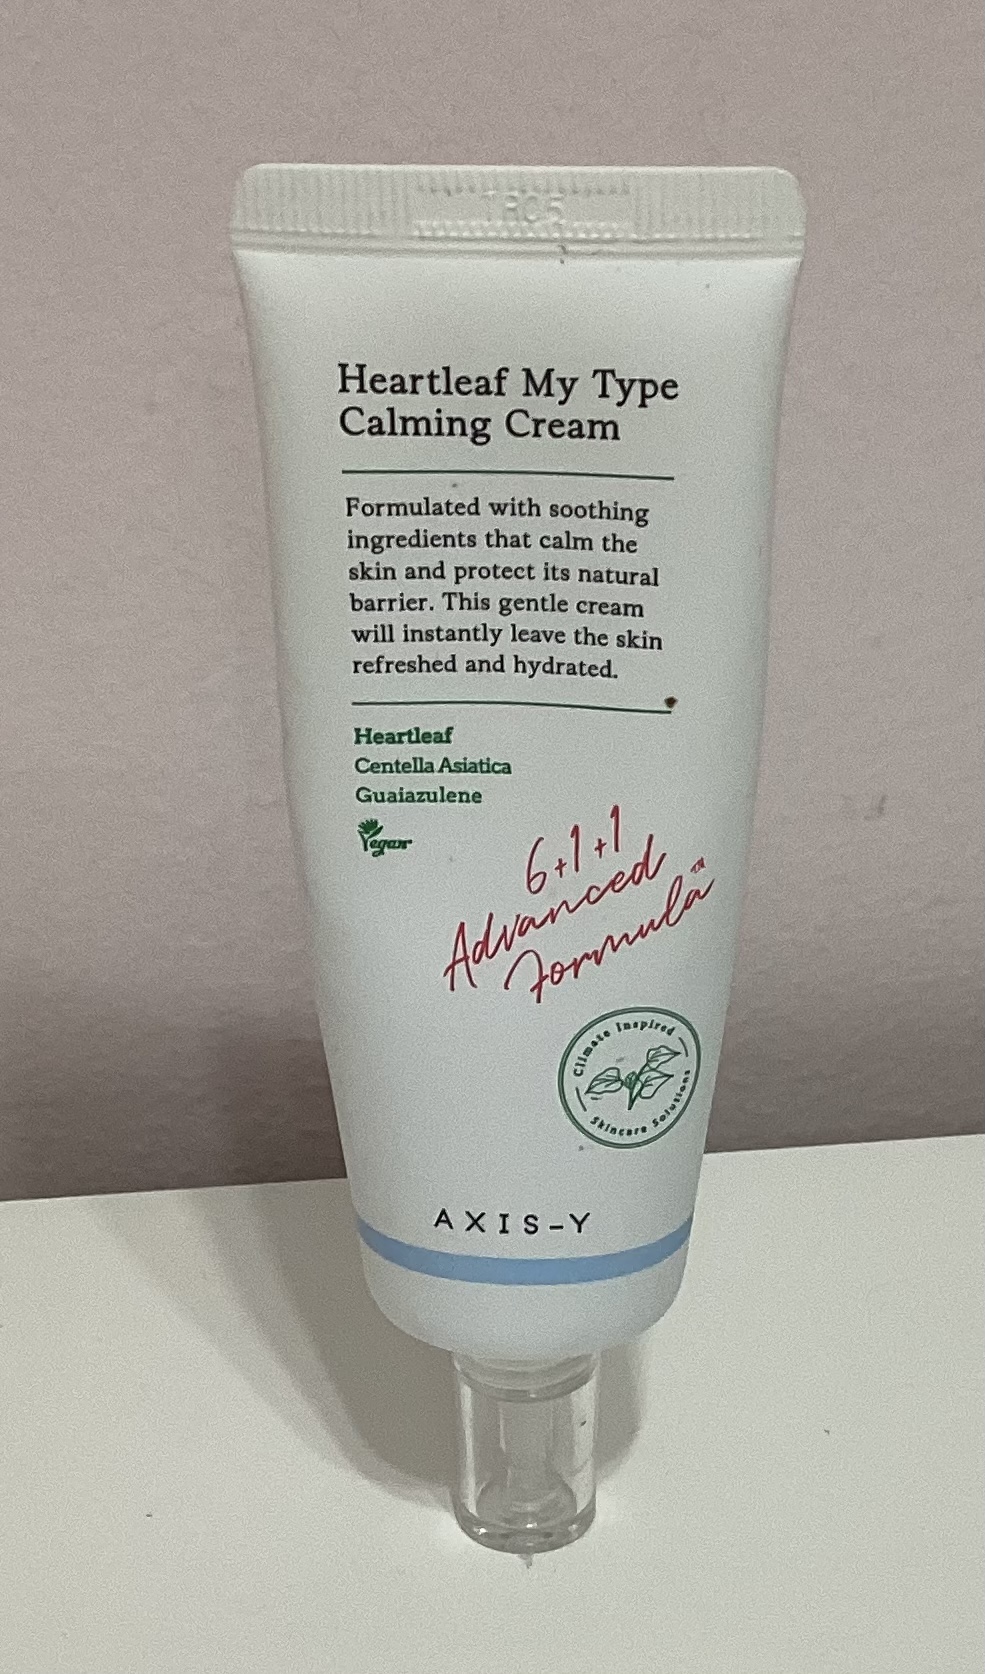 TRC5
Heartleaf My Type
Calming Cream
Formulated with soothing
ingredients that calm the
skin and protect its natural
barrier. This gentle cream
will instantly leave the skin
refreshed and hydrated.
Heartleaf
Centella Asiatica
Guaiazulene
Vegan
6+1+1
Advanced
Formula™
Climate Inspired
Skincare Solutions
AXIS-Y